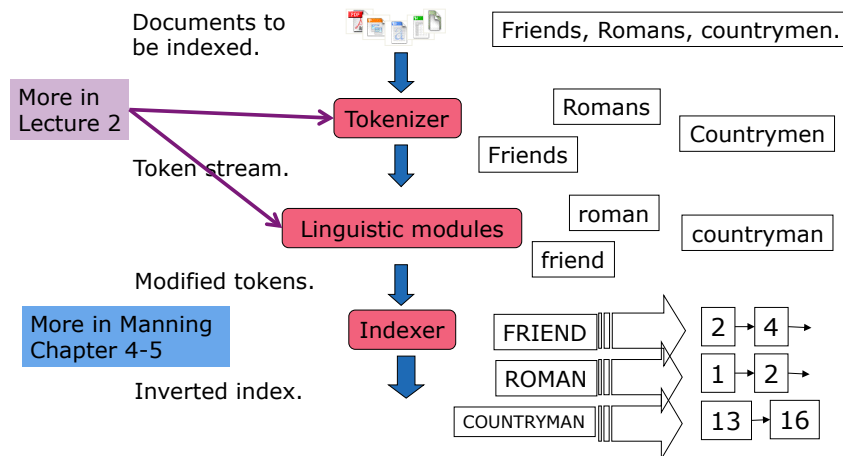 Documents to
be indexed.
Friends, Romans, countrymen.
More in
Lecture 2
Tokenizer
Romans
Countrymen
Friends
Token stream.
Linguistic modules
roman
countryman
friend
Modified tokens.
More in Manning
Chapter 4-5
Indexer
FRIEND
2
4
ROMAN
1
2
Inverted index.
COUNTRYMAN
13
16